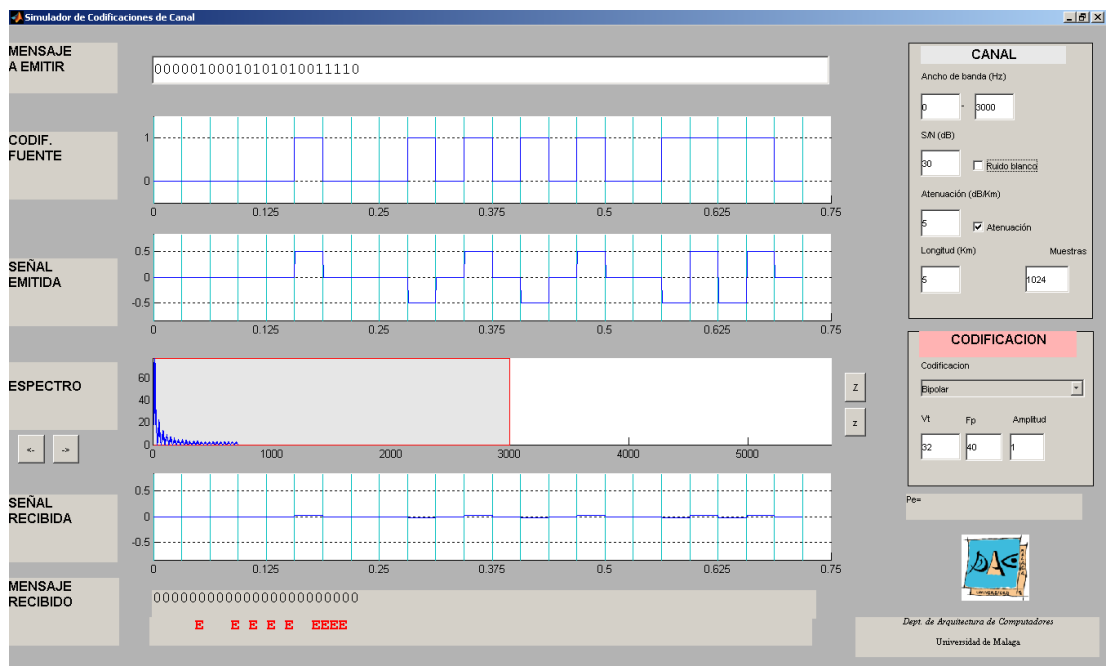 Simulador de Codificaciones de Canal
MENSAJE
A EMITIR
00000100010101010011110
CODIF.
FUENTE
1
0
0 0.125 0.25 0.375 0.5 0.625 0.75
SEÑAL
EMITIDA
0.5
0
-0.5
0 0.125 0.25 0.375 0.5 0.625 0.75
ESPECTRO
60
40
20
0
0 1000 2000 3000 4000 5000
Z
z
<- ->
SEÑAL
RECIBIDA
0.5
0
-0.5
0 0.125 0.25 0.375 0.5 0.625 0.75
MENSAJE
RECIBIDO
00000000000000000000000
E E E E E EEEE
CANAL
Ancho de banda (Hz)
0 - 3000
S/N (dB)
30 Ruido blanco
Atenuación (dB/Km)
5 Atenuación
Longitud (Km) Muestras
5 1024
CODIFICACION
Codificacion
Bipolar
Vt Fp Amplitud
32 40 1
Pe=
DAC
Dept. de Arquitectura de Computadores
Universidad de Malaga